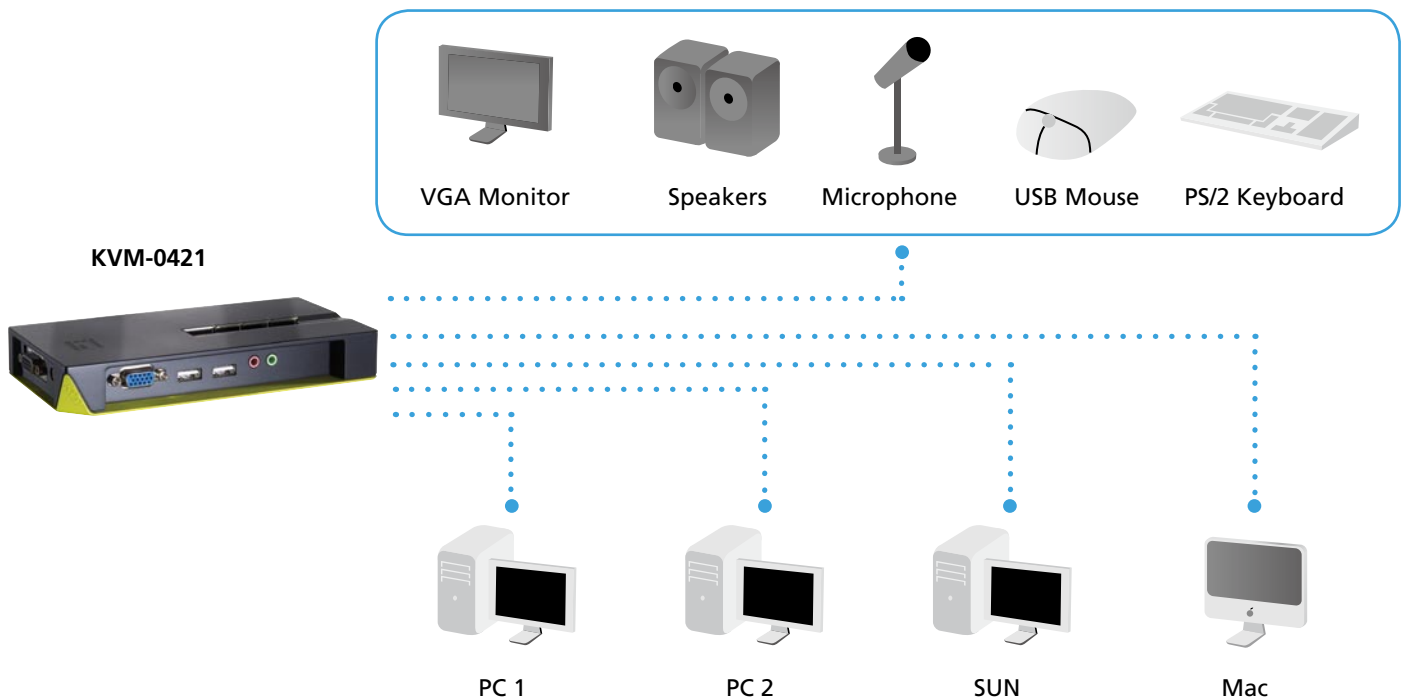 VGA Monitor
Speakers
Microphone
USB Mouse
PS/2 Keyboard
KVM-0421
PC 1
PC 2
SUN
Mac